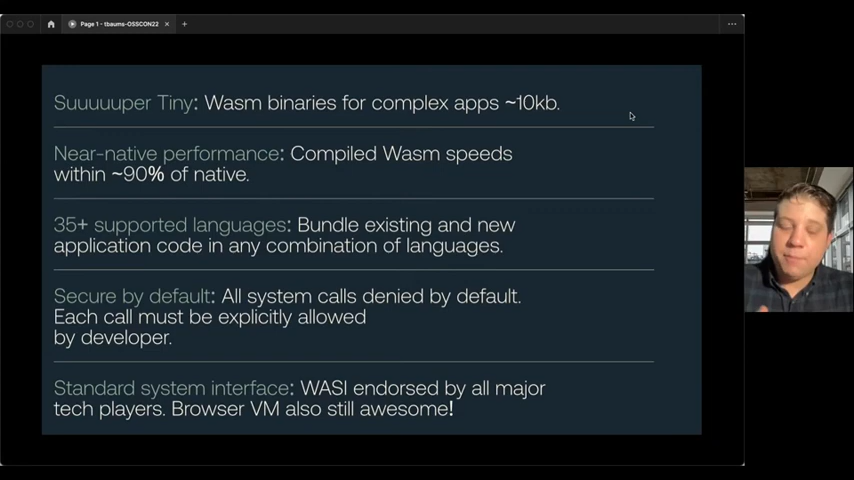 Page 1 - tbaums-OSSCON22
Suuuuuper Tiny: Wasm binaries for complex apps ~10kb.
Near-native performance: Compiled Wasm speeds
within ~90% of native.
35+ supported languages: Bundle existing and new
application code in any combination of languages.
Secure by default: All system calls denied by default.
Each call must be explicitly allowed
by developer.
Standard system interface: WASI endorsed by all major
tech players. Browser VM also still awesome!